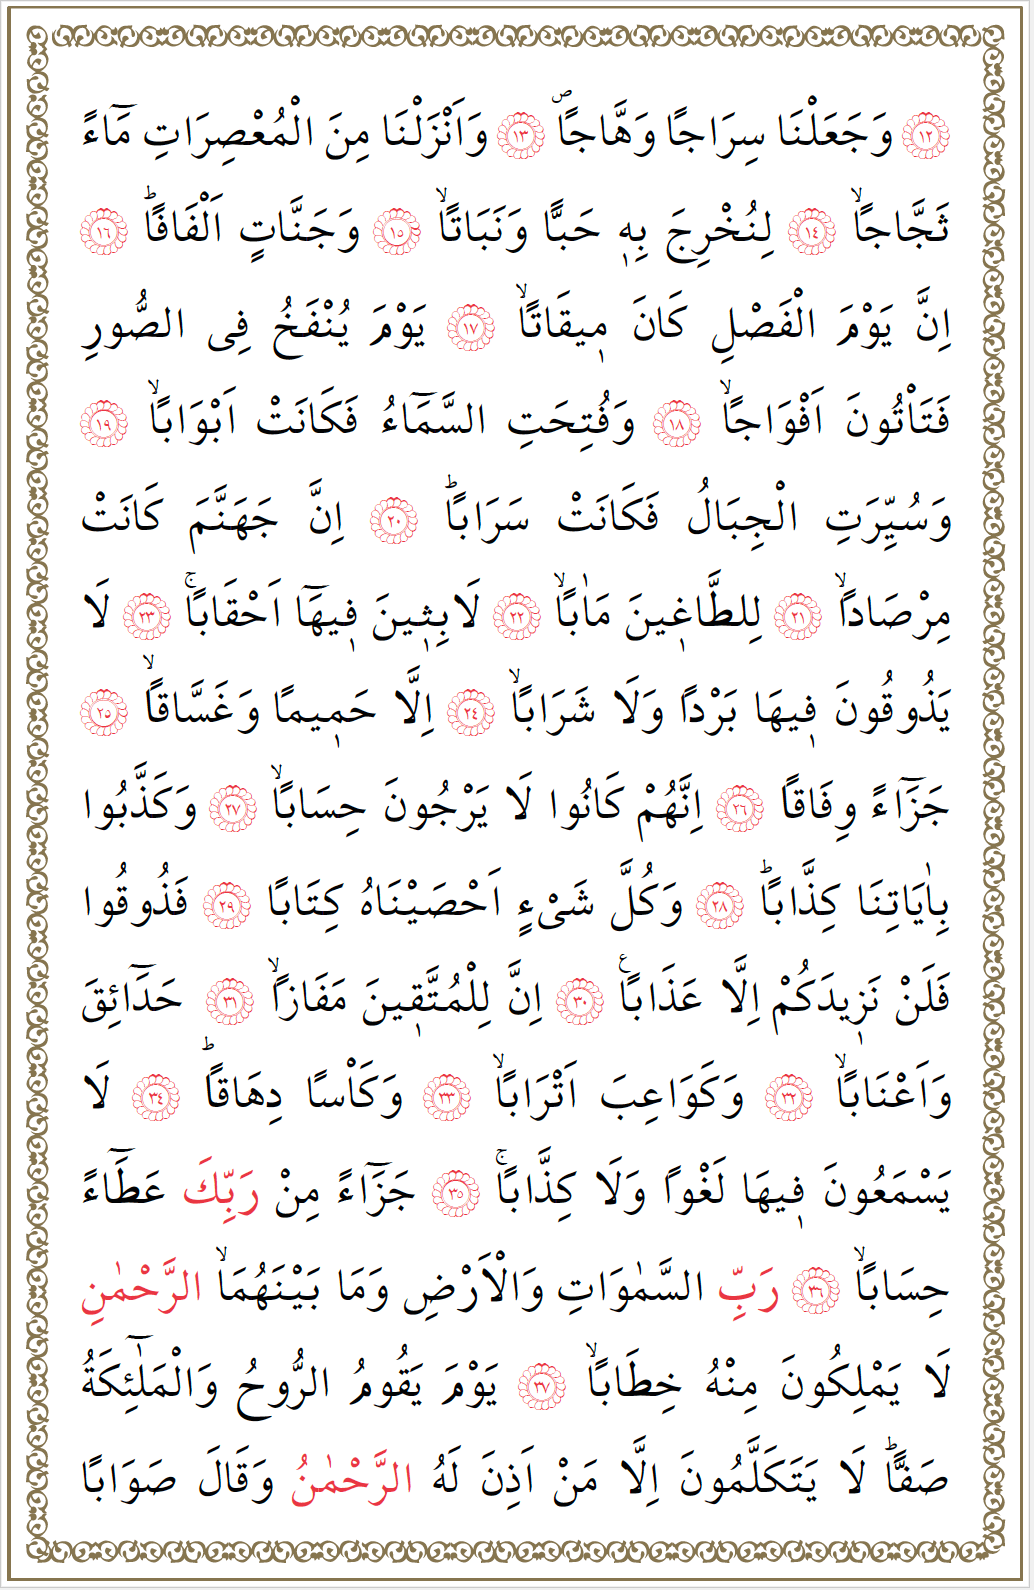 ﴿١٢﴾ وَجَعَلْنَا سِرَاجًا وَهَّاجًاۖ ﴿١٣﴾ وَاَنْزَلْنَا مِنَ الْمُعْصِرَاتِ مَٓاءً
ثَجَّاجًاۙ ﴿١٤﴾ لِنُخْرِجَ بِهٖ حَبًّا وَنَبَاتًاۙ ﴿١٥﴾ وَجَنَّاتٍ اَلْفَافًاؕ ﴿١٦﴾
اِنَّ يَوْمَ الْفَصْلِ كَانَ مٖيقَاتًاۙ ﴿١٧﴾ يَوْمَ يُنْفَخُ فِى الصُّورِ
فَتَاْتُونَ اَفْوَاجًاۙ ﴿١٨﴾ وَفُتِحَتِ السَّمَٓاءُ فَكَانَتْ اَبْوَابًاۙ ﴿١٩﴾
وَسُيِّرَتِ الْجِبَالُ فَكَانَتْ سَرَابًاؕ ﴿٢٠﴾ اِنَّ جَهَنَّمَ كَانَتْ
مِرْصَادًاۙ ﴿٢١﴾ لِلطَّاغٖينَ مَاٰبًاۙ ﴿٢٢﴾ لَابِثٖينَ فٖيهَٓا اَحْقَابًاۚ ﴿٢٣﴾ لَا
يَذُوقُونَ فٖيهَا بَرْدًا وَلَا شَرَابًاۙ ﴿٢٤﴾ اِلَّا حَمٖيمًا وَغَسَّاقًاۙ ﴿٢٥﴾
جَزَٓاءً وِفَاقًا ﴿٢٦﴾ اِنَّهُمْ كَانُوا لَا يَرْجُونَ حِسَابًاۙ ﴿٢٧﴾ وَكَذَّبُوا
بِاٰيَاتِنَا كِذَّابًاؕ ﴿٢٨﴾ وَكُلَّ شَىْءٍ اَحْصَيْنَاهُ كِتَابًا ﴿٢٩﴾ فَذُوقُوا
فَلَنْ نَزٖيدَكُمْ اِلَّا عَذَابًاࣖ ﴿٣٠﴾ اِنَّ لِلْمُتَّقٖينَ مَفَازًاۙ ﴿٣١﴾ حَدَٓائِقَ
وَاَعْنَابًاۙ ﴿٣٢﴾ وَكَوَاعِبَ اَتْرَابًاۙ ﴿٣٣﴾ وَكَاْسًا دِهَاقًاؕ ﴿٣٤﴾ لَا
يَسْمَعُونَ فٖيهَا لَغْوًا وَلَا كِذَّابًاۚ ﴿٣٥﴾ جَزَٓاءً مِنْ رَبِّكَ عَطَٓاءً
حِسَابًاۙ ﴿٣٦﴾ رَبِّ السَّمٰوَاتِ وَالْاَرْضِ وَمَا بَيْنَهُمَاۙ الرَّحْمٰنِ
لَا يَمْلِكُونَ مِنْهُ خِطَابًاۙ ﴿٣٧﴾ يَوْمَ يَقُومُ الرُّوحُ وَالْمَلٰٓئِكَةُ
صَفًّاؕ لَا يَتَكَلَّمُونَ اِلَّا مَنْ اَذِنَ لَهُ الرَّحْمٰنُ وَقَالَ صَوَابًا